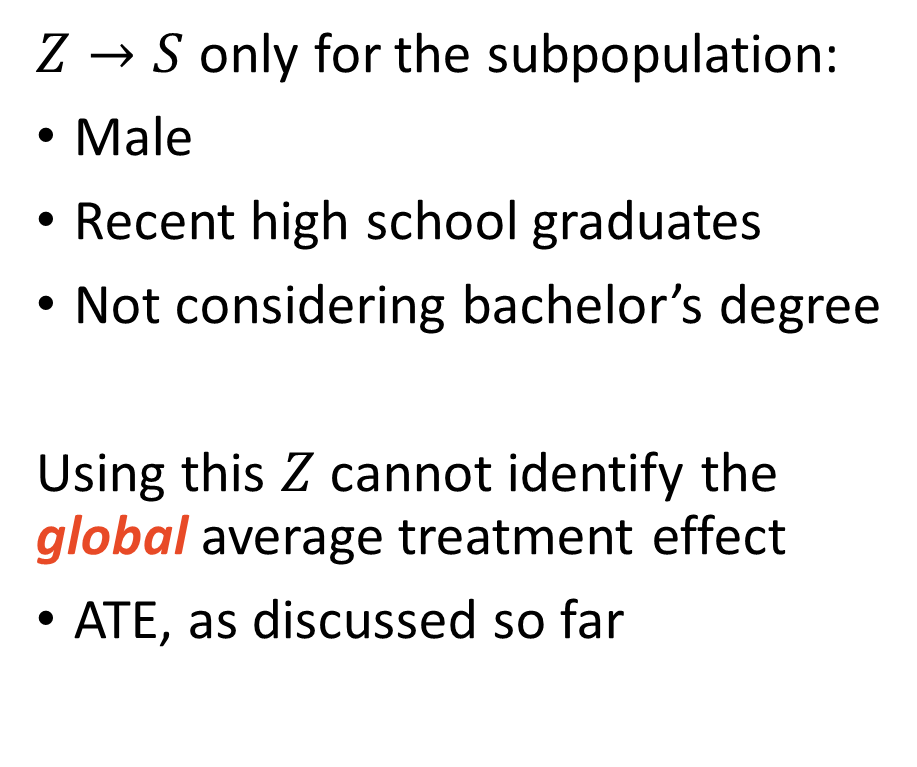 Z → S only for the subpopulation:
• Male
• Recent high school graduates
• Not considering bachelor’s degree
Using this Z cannot identify the
global average treatment effect
• ATE, as discussed so far